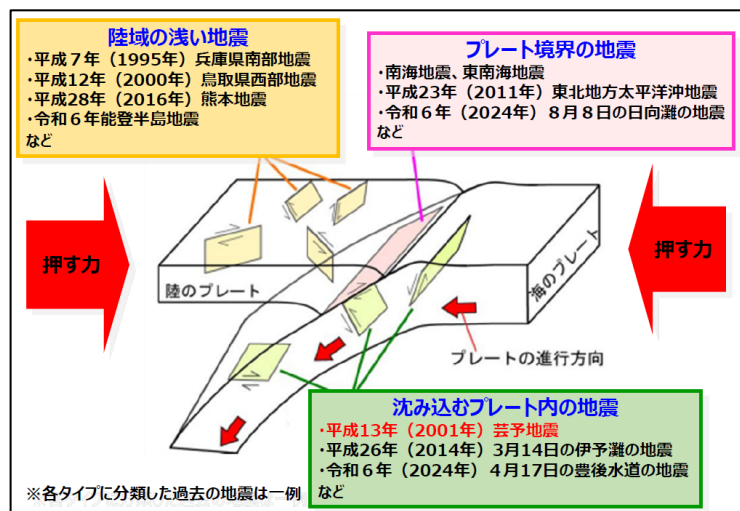 陸域の浅い地震
・平成７年（1995年）兵庫県南部地震
・平成12年（2000年）鳥取県西部地震
・平成28年（2016年）熊本地震
・令和６年能登半島地震
など
プレート境界の地震
・南海地震、東南海地震
・平成23年（2011年）東北地方太平洋沖地震
・令和６年（2024年）８月８日の日向灘の地震
など
押す力
押す力
陸のプレート
海のプレート
プレートの進行方向
沈み込むプレート内の地震
・平成13年（2001年）芸予地震
・平成26年（2014年）3月14日の伊予灘の地震
・令和６年（2024年）４月17日の豊後水道の地震
など
※各タイプに分類した過去の地震は一例